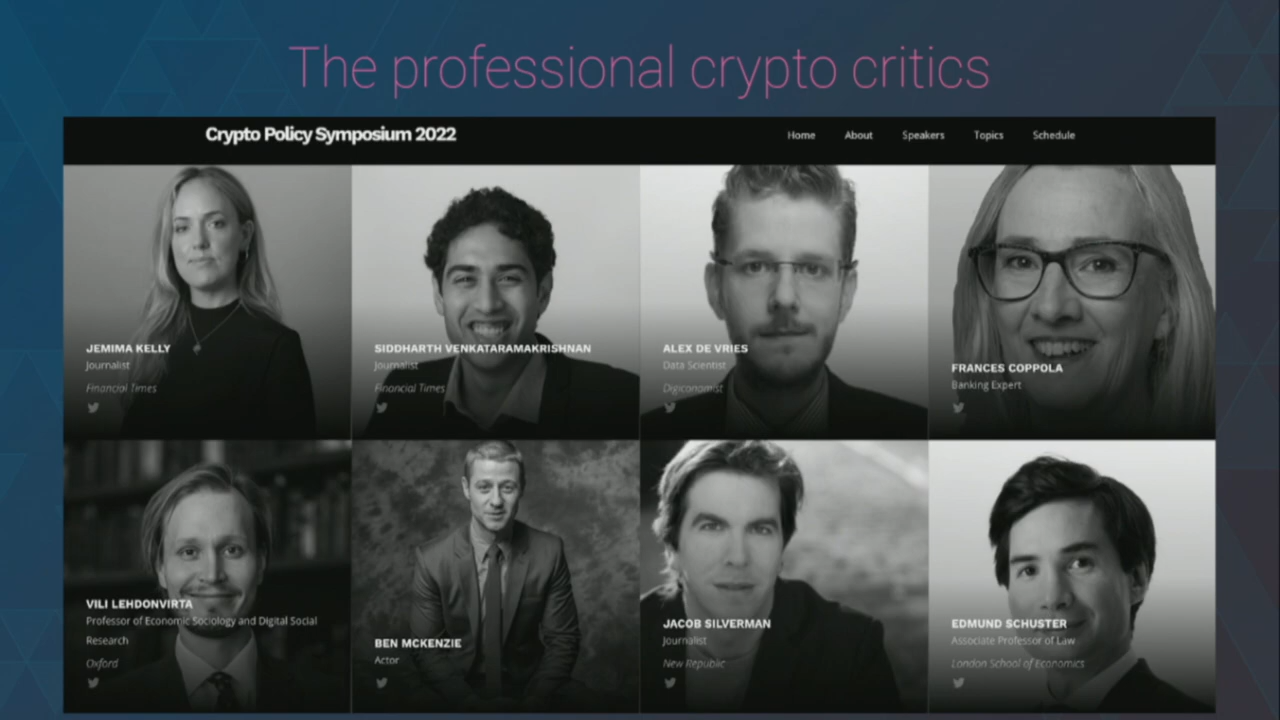 The professional crypto critics
Crypto Policy Symposium 2022
Home About Speakers Topics Schedule
JEMIMA KELLY
Journalist
Financial Times
SIDDHARTH VENKATARAMAKRISHNAN
Journalist
Financial Times
ALEX DE VRIES
Data Scientist
Digiconomist
FRANCES COPPOLA
Banking Expert
VILI LEHDONVIRTA
Professor of Economic Sociology and Digital Social
Research
Oxford
BEN MCKENZIE
Actor
JACOB SILVERMAN
Journalist
New Republic
EDMUND SCHUSTER
Associate Professor of Law
London School of Economics